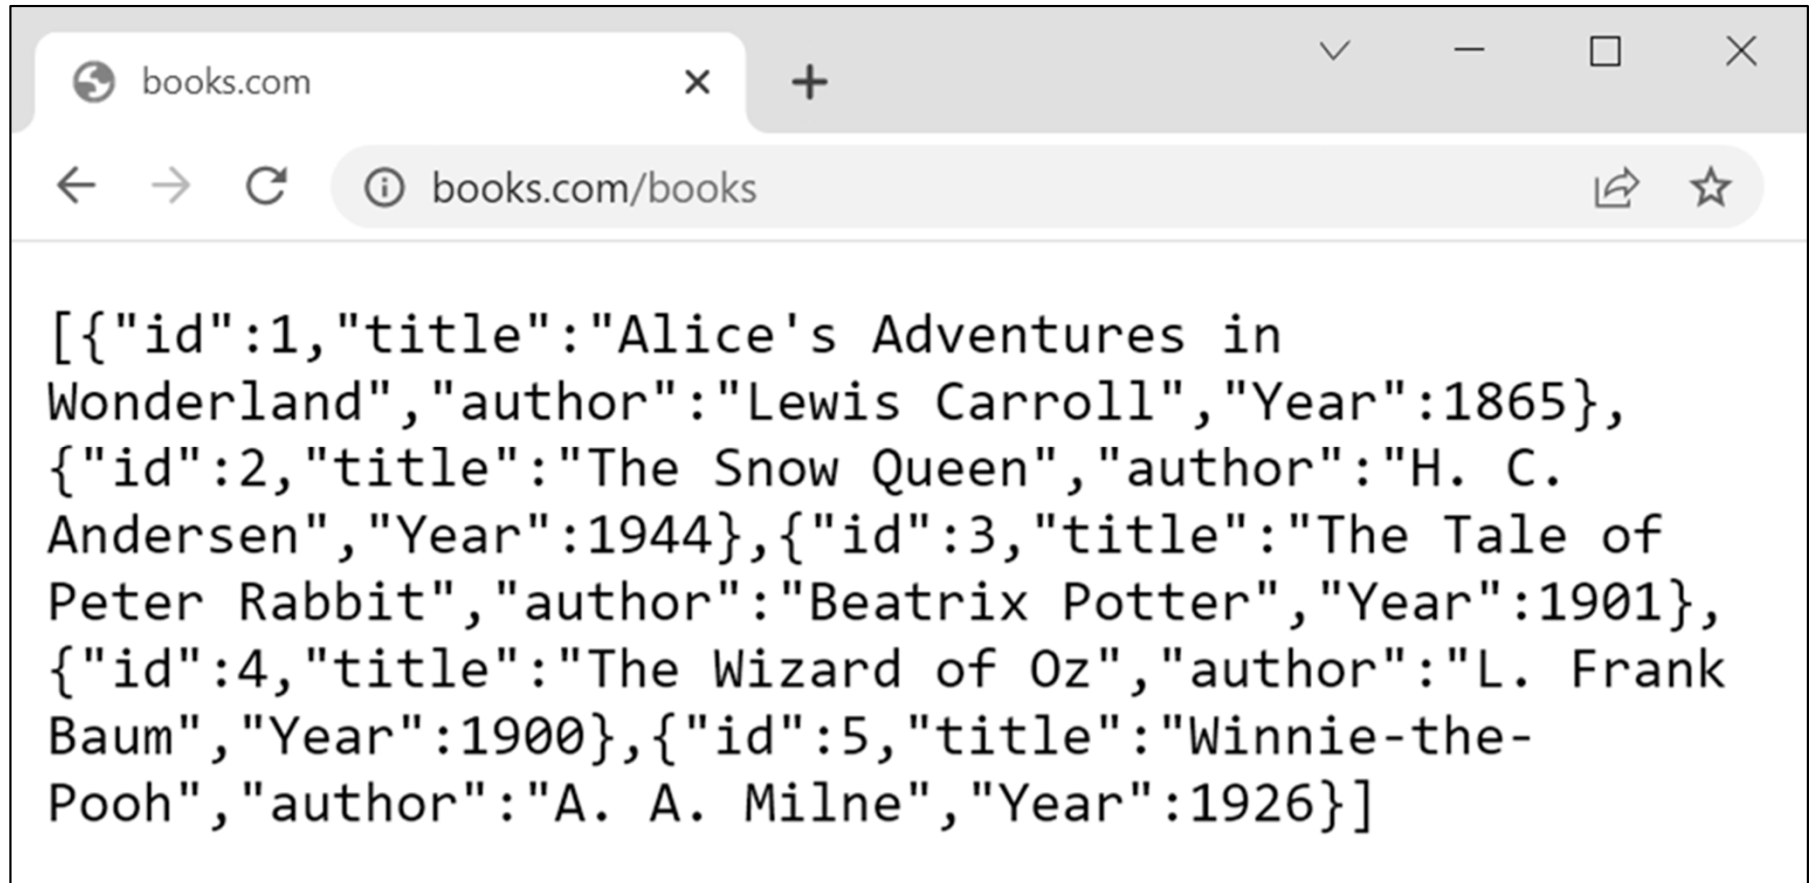 books.com
books.com/books
[{"id":1,"title":"Alice's Adventures in
Wonderland","author":"Lewis Carroll","Year":1865},
{"id":2,"title":"The Snow Queen","author":"H. C.
Andersen","Year":1944},{"id":3,"title":"The Tale of
Peter Rabbit","author":"Beatrix Potter","Year":1901},
{"id":4,"title":"The Wizard of Oz","author":"L. Frank
Baum","Year":1900},{"id":5,"title":"Winnie-the-
Pooh","author":"A. A. Milne","Year":1926}]